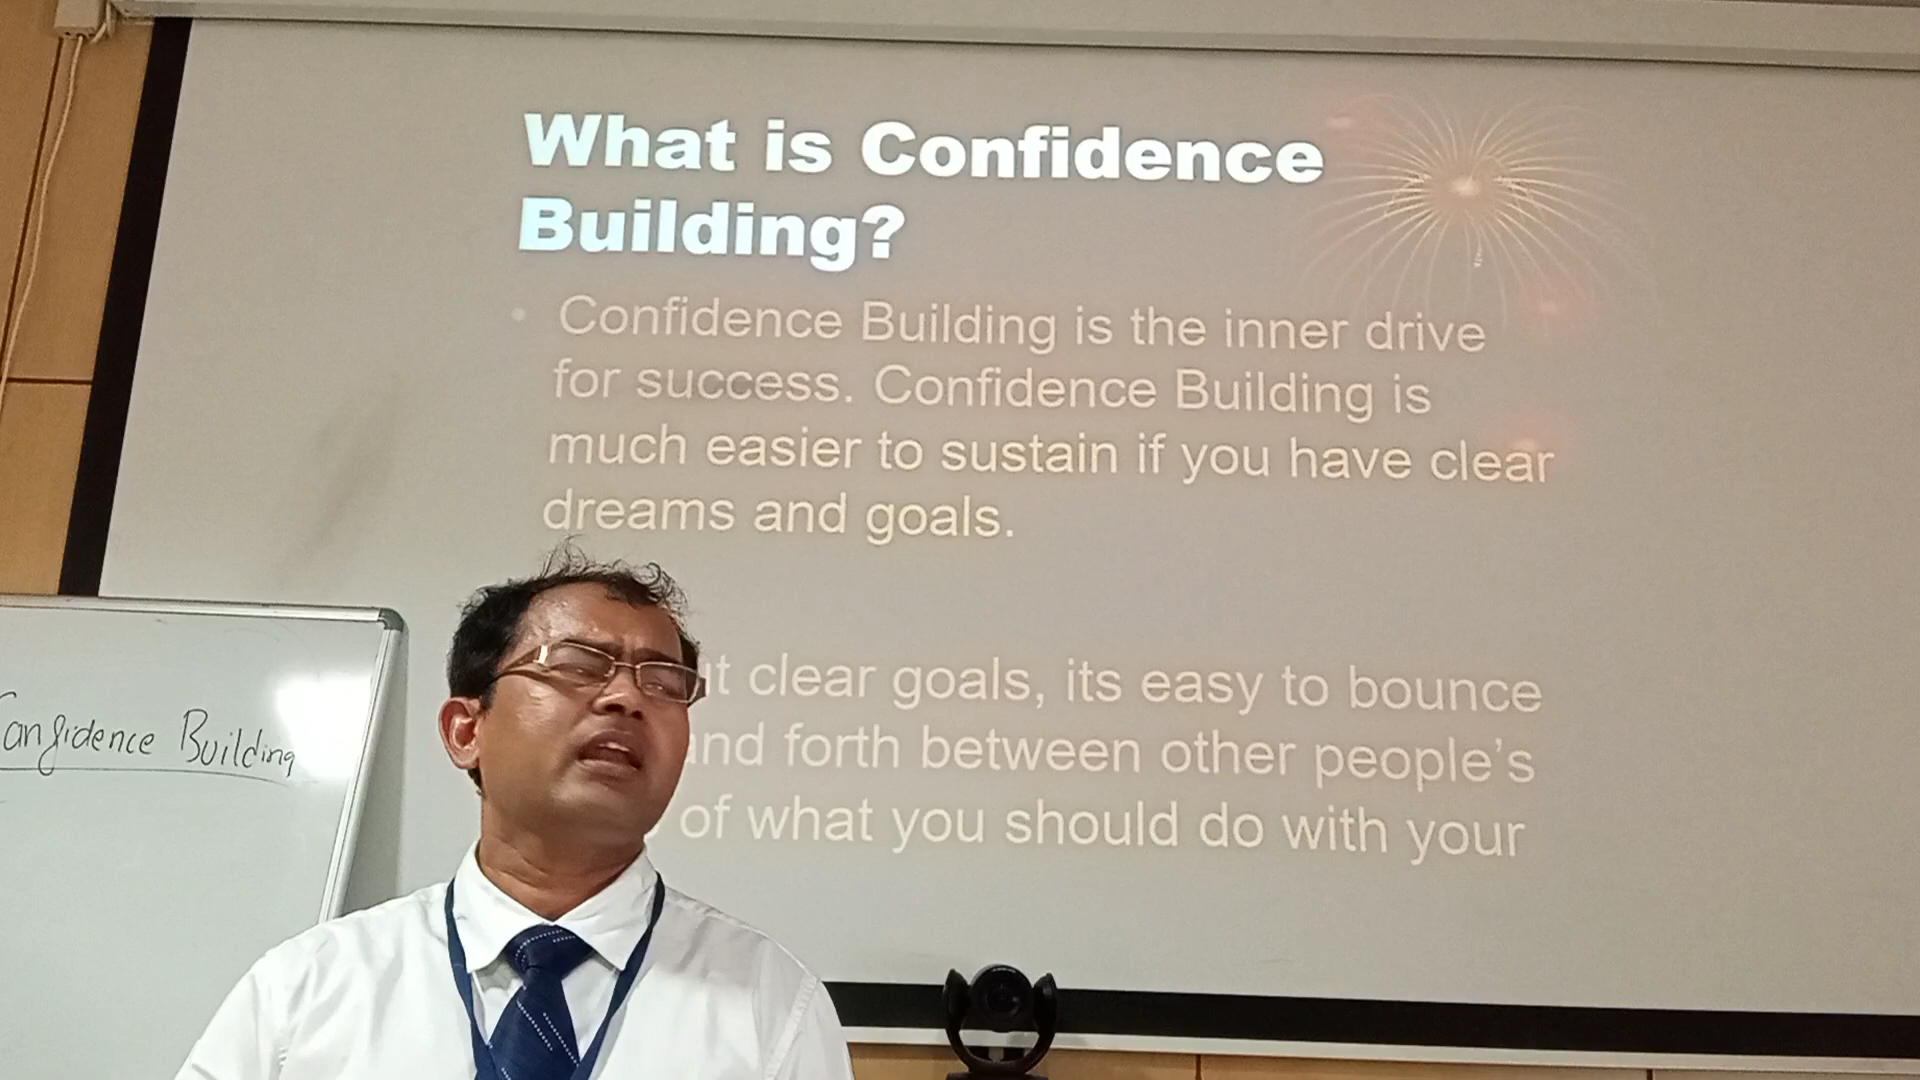 What is Confidence
Building?
• Confidence Building is the inner drive
for success. Confidence Building is
much easier to sustain if you have clear
dreams and goals.
clear goals, its easy to bounce
and forth between other people's
of what you should do with your
Confidence Building